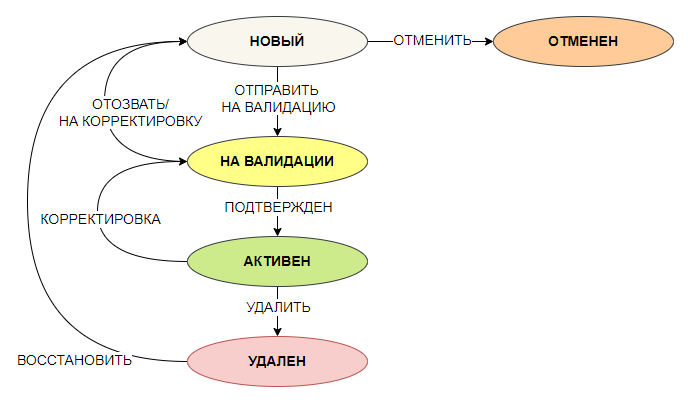 НОВЫЙ
ОТМЕНИТЬ
ОТМЕНЕН
ОТПРАВИТЬ
НА ВАЛИДАЦИЮ
ОТОЗВАТЬ/
НА КОРРЕКТИРОВКУ
НА ВАЛИДАЦИИ
ПОДТВЕРЖДЕН
КОРРЕКТИРОВКА
АКТИВЕН
УДАЛИТЬ
ВОССТАНОВИТЬ
УДАЛЕН